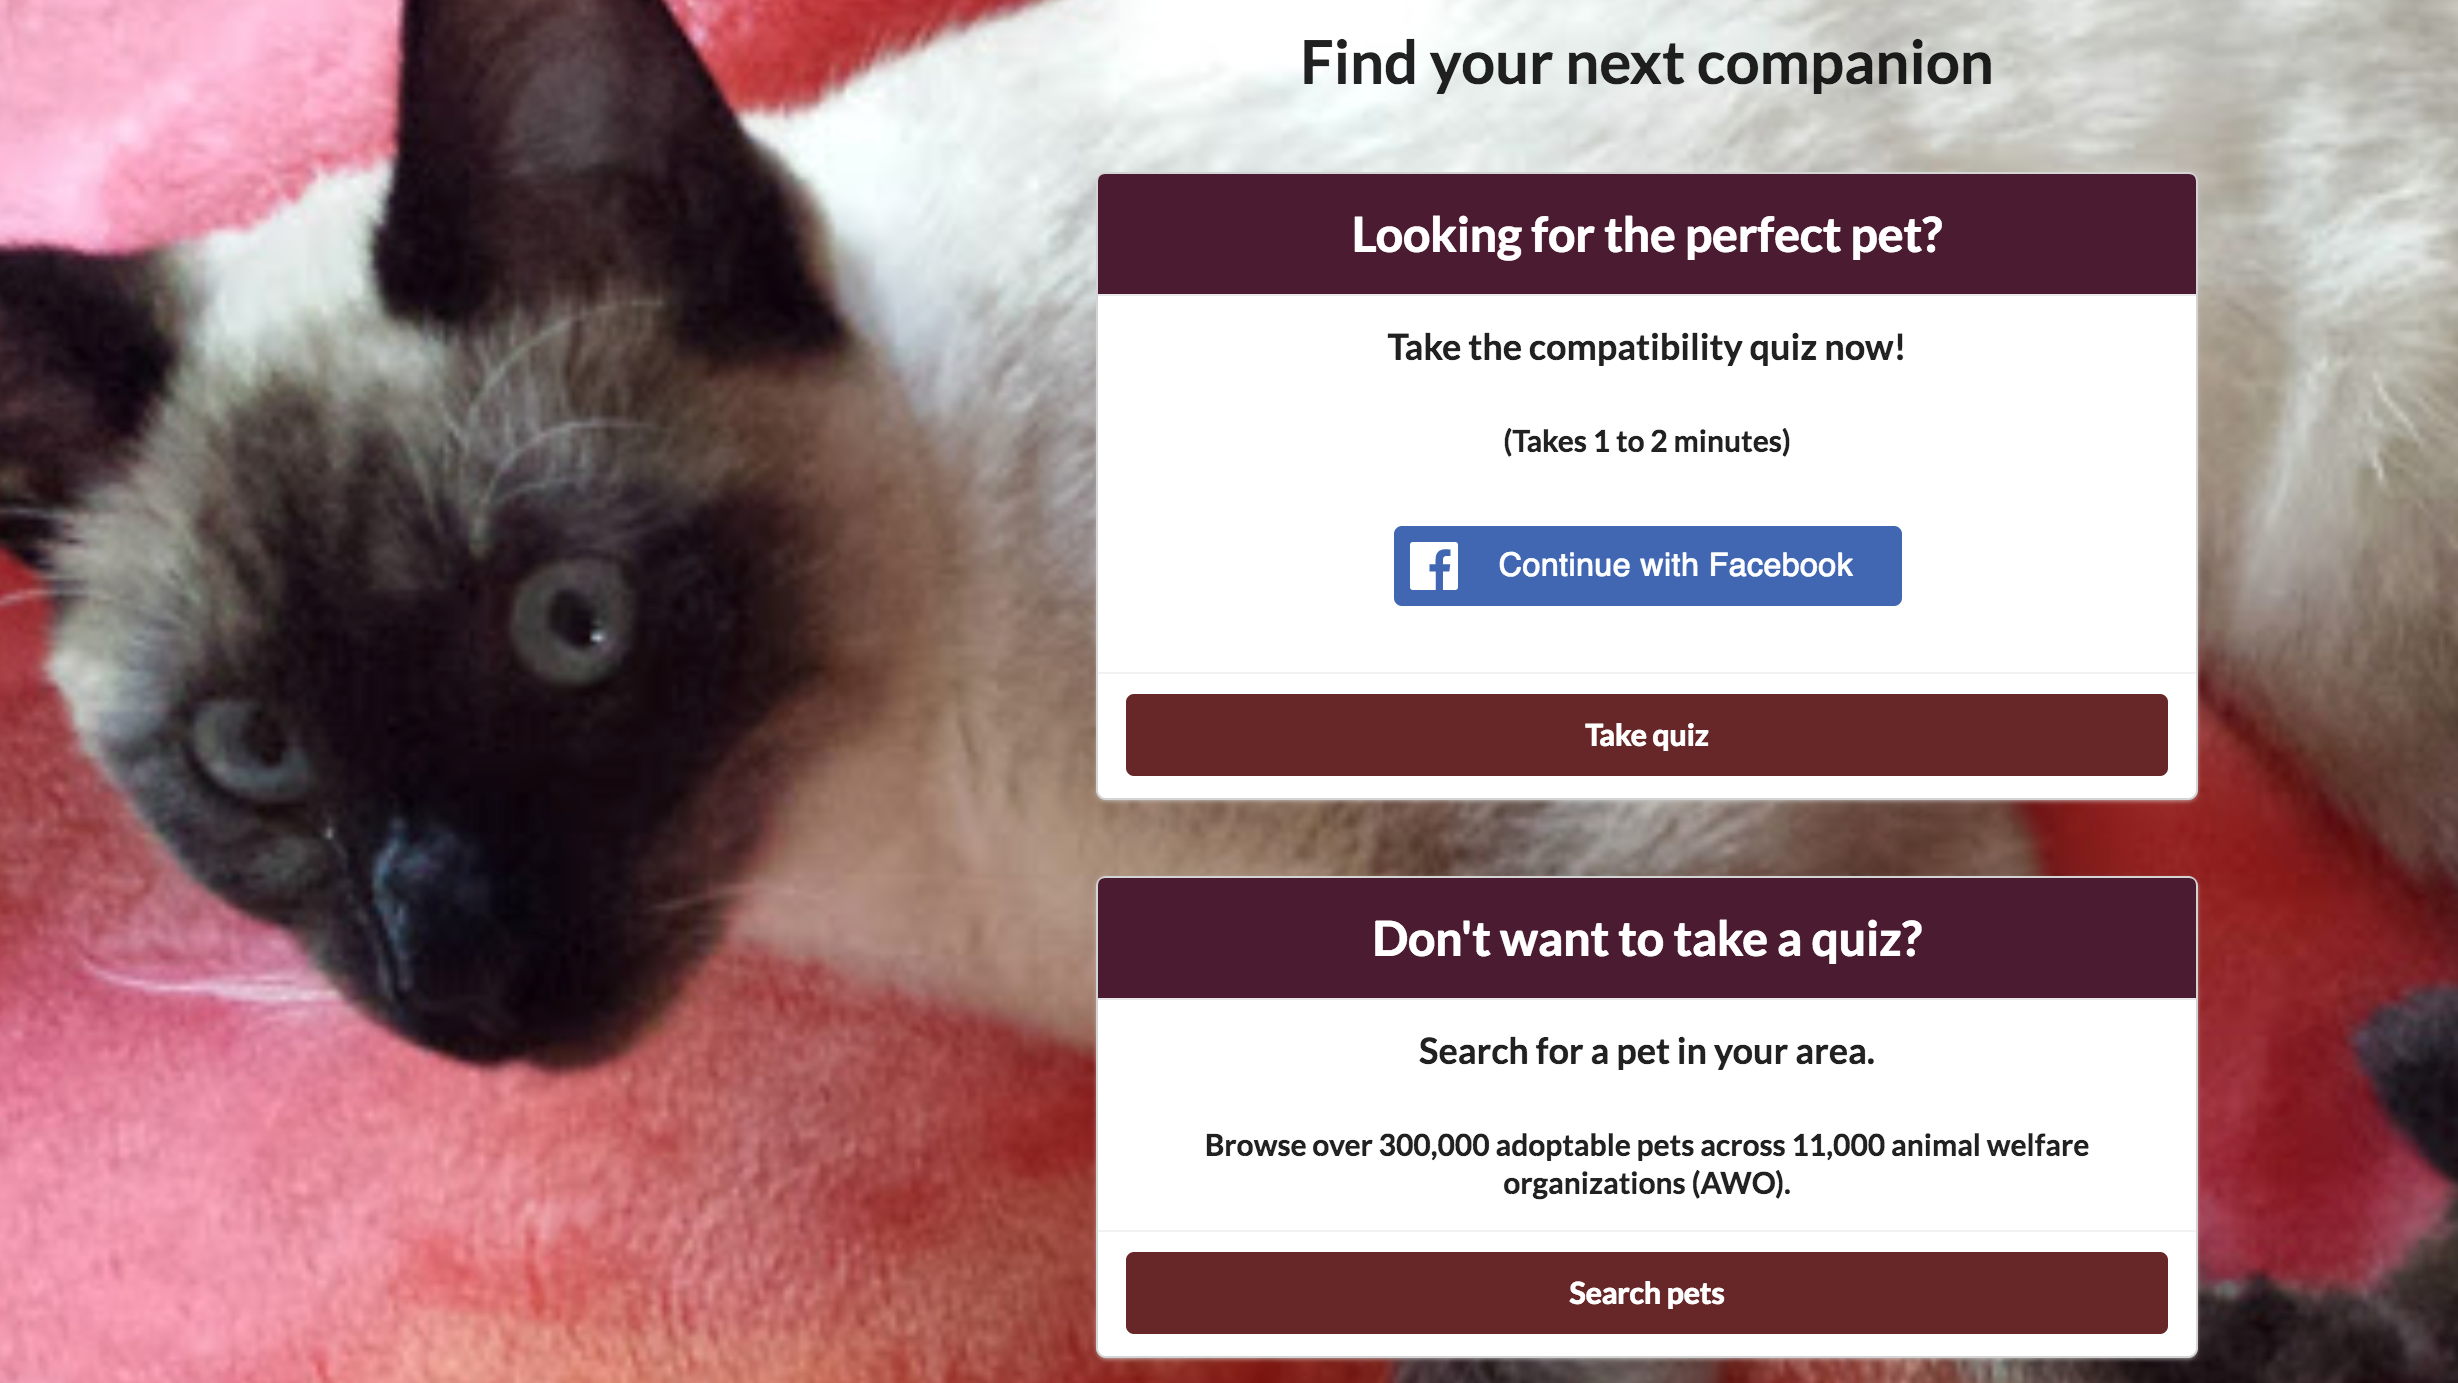 Find your next companion
Looking for the perfect pet?
Take the compatibility quiz now!
(Takes 1 to 2 minutes)
Continue with Facebook
Take quiz
Don't want to take a quiz?
Search for a pet in your area.
Browse over 300,000 adoptable pets across 11,000 animal welfare
organizations (AWO).
Search pets